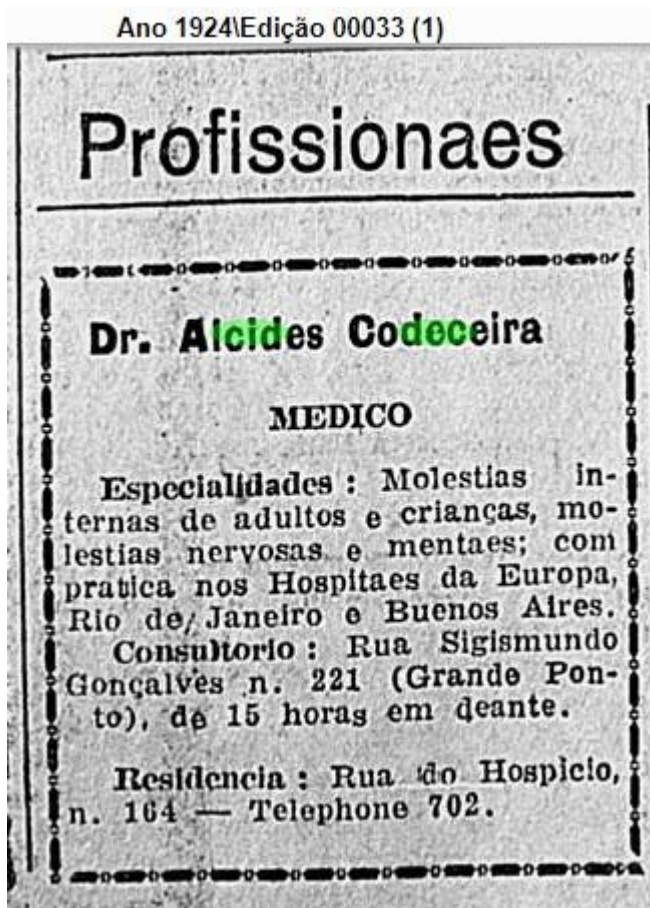 Ano 1924\Edição 00033 (1)
Profissionaes
Dr. Alcides Codeceira
MEDICO
Especialidades : Molestias in-
ternas de adultos e crianças, mo-
lestias nervosas e mentaes; com
pratica nos Hospitaes da Europa,
Rio de Janeiro e Buenos Aires.
Consultorio : Rua Sigismundo
Gonçalves n. 221 (Grande Pon-
to), de 15 horas em deante.
Residencia : Rua do Hospicio,
n. 164 — Telephone 702.